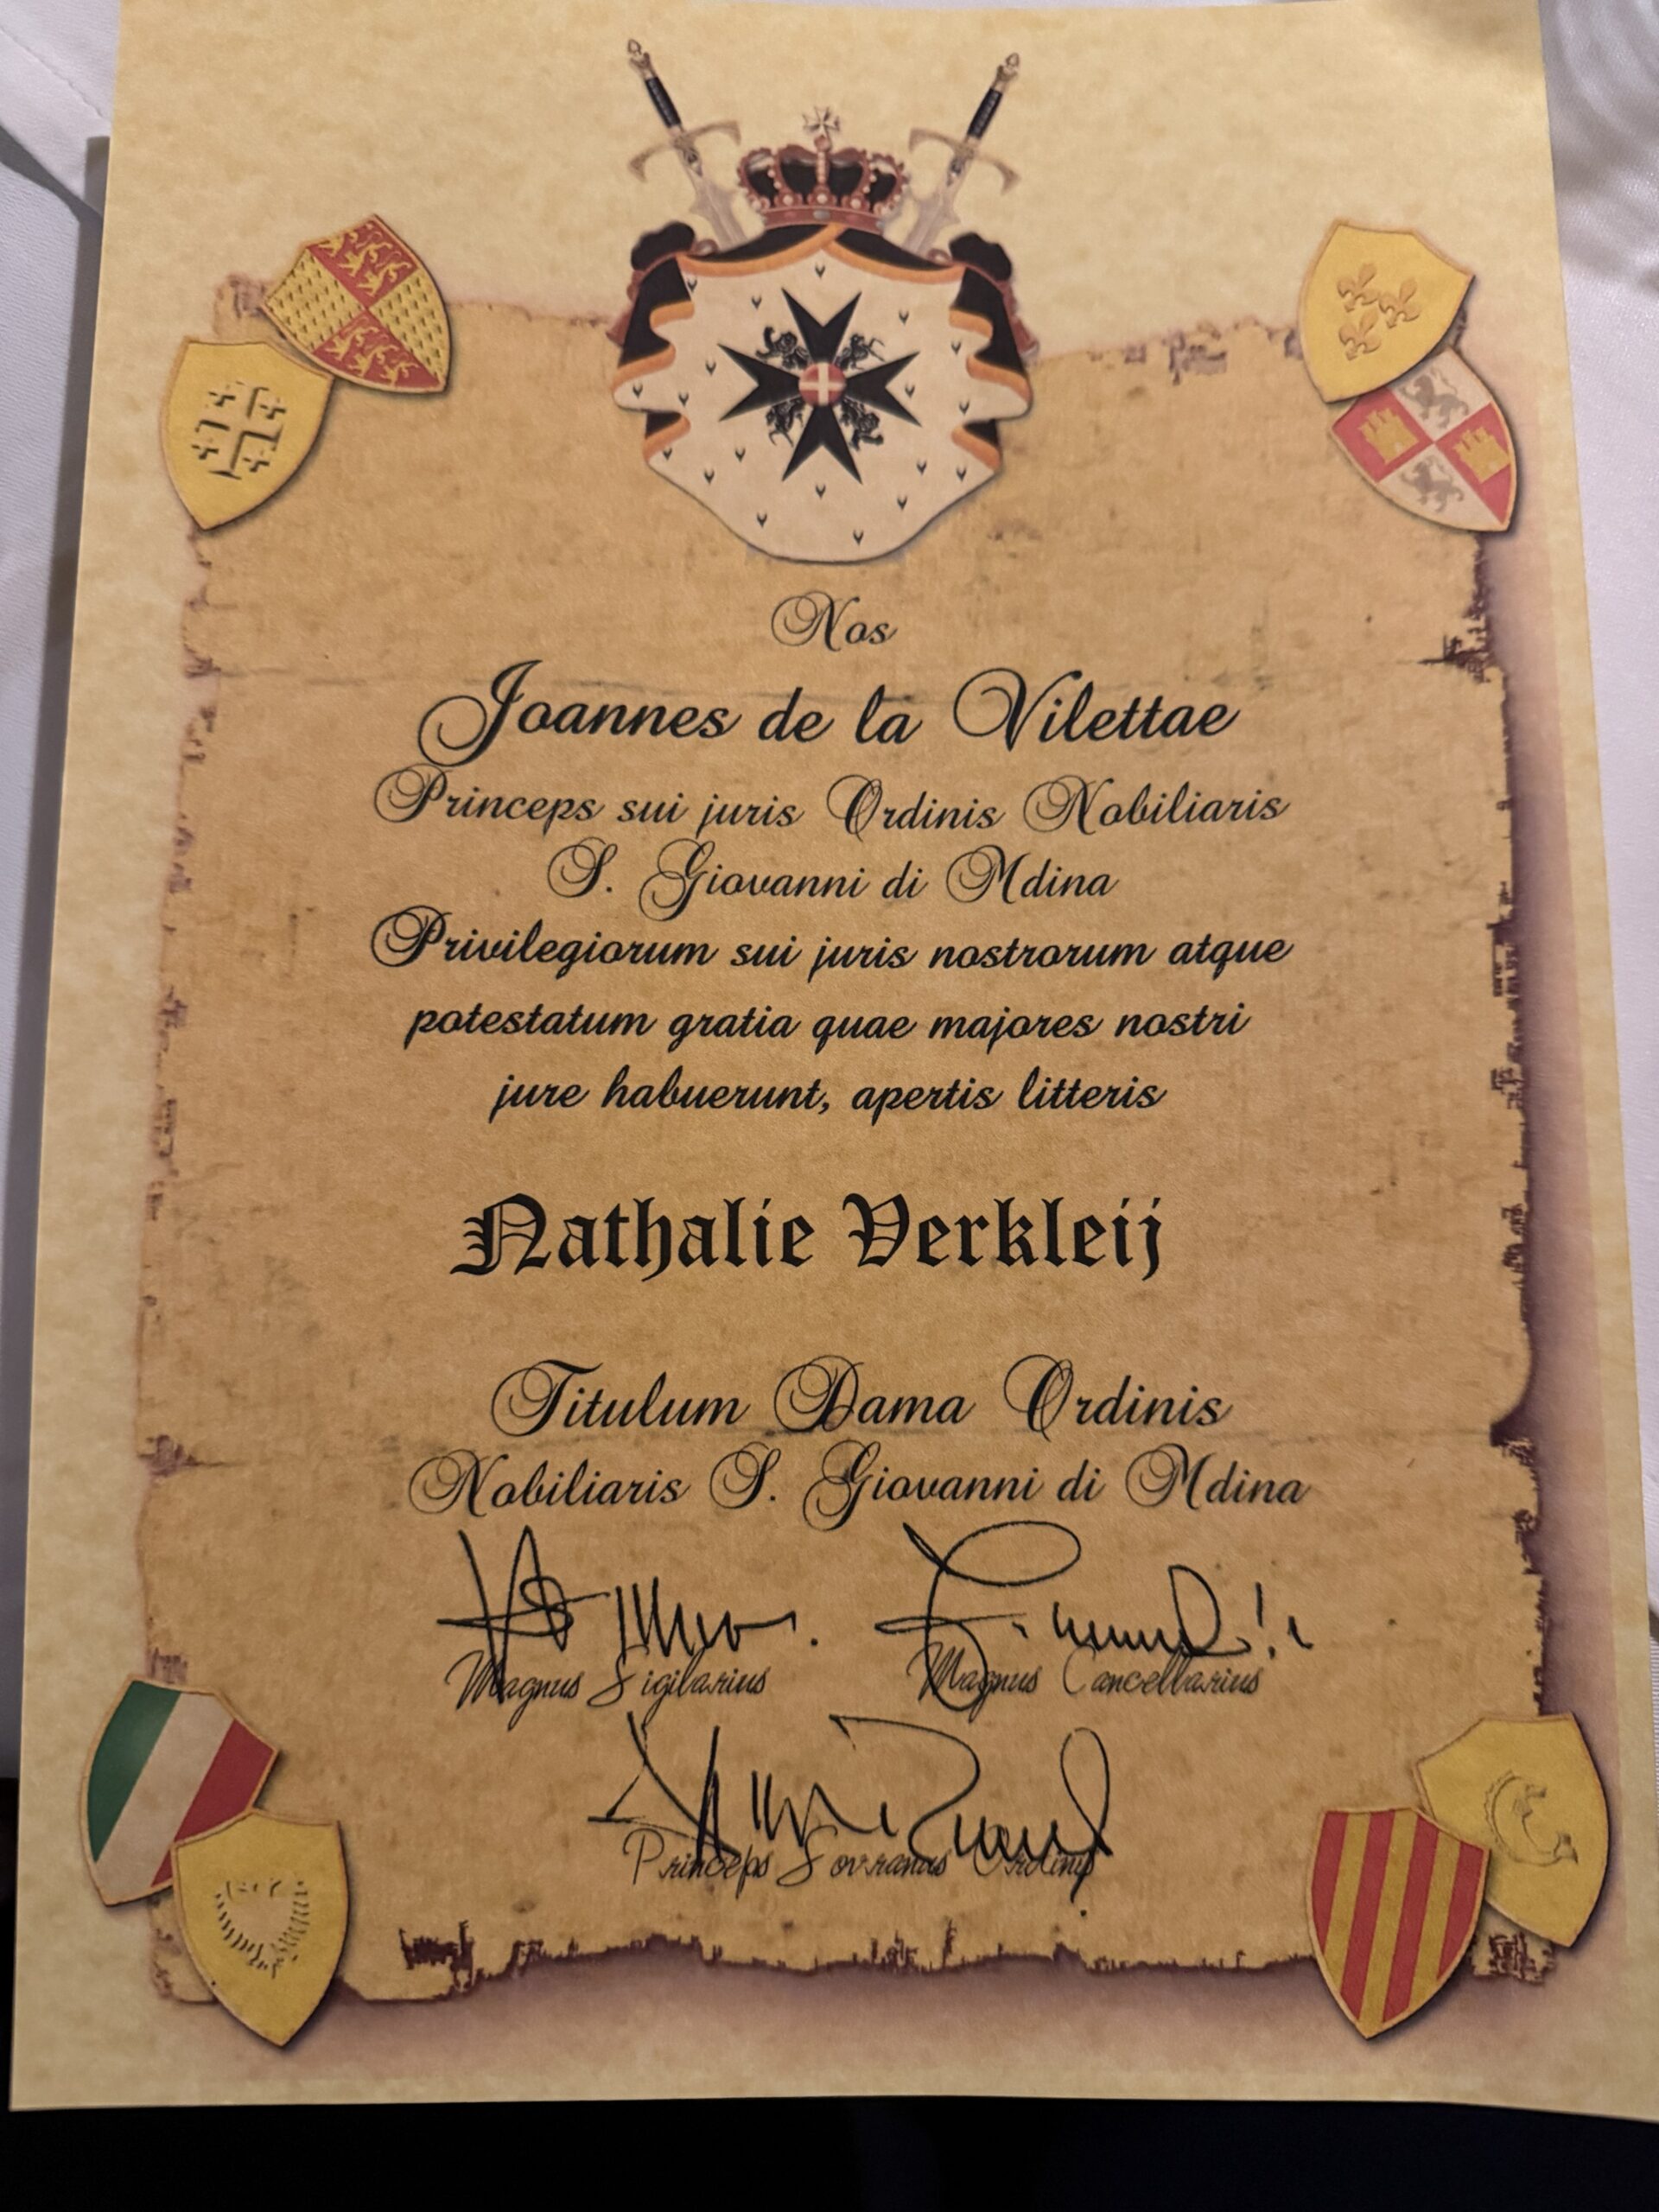 Nos
Joannes de la Vilettae
Princeps sui juris Ordinis Nobiliaris
S. Giovanni di Mdina
Privilegiorum sui juris nostrorum atque
potestatum gratia quae majores nostri
jure habuerunt, apertis litteris
Nathalie Verkleij
Titulum Dama Ordinis
Nobiliaris S. Giovanni di Mdina
Magnus Sigilarius Magnus Cancellarius
Princeps Sovranus Ordinis